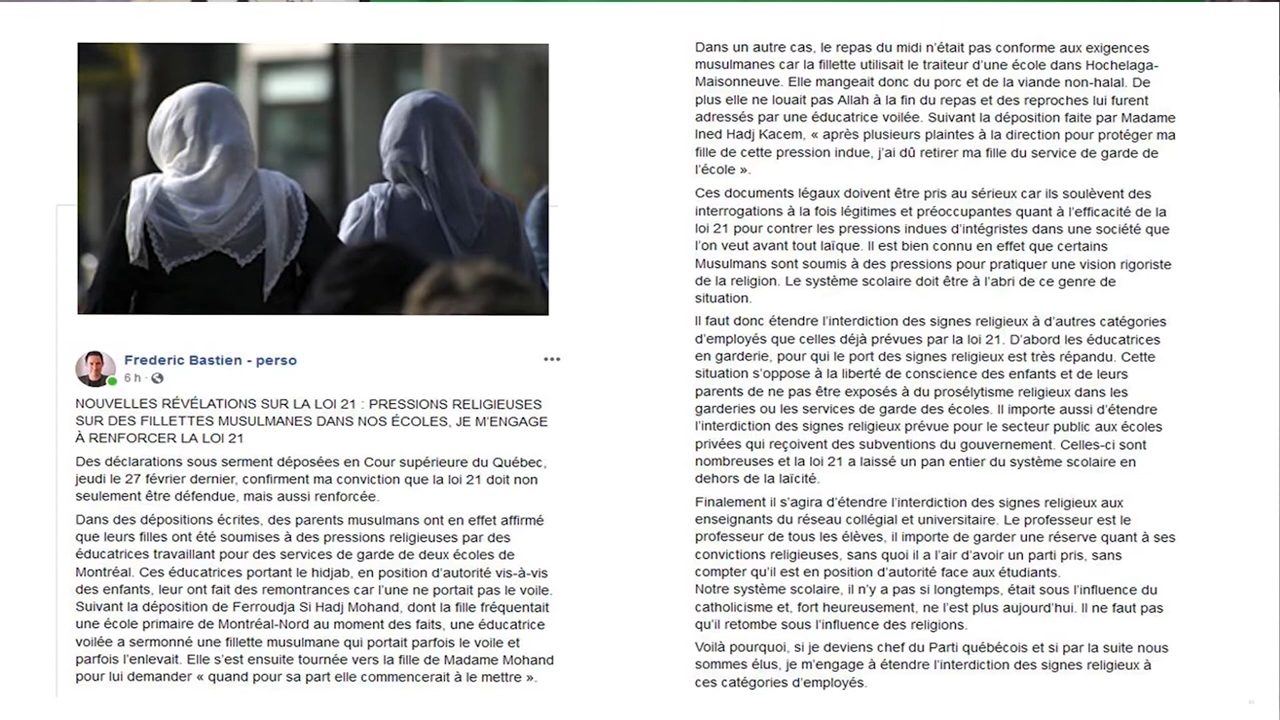 Frederic Bastien - perso
6 h ·
NOUVELLES RÉVÉLATIONS SUR LA LOI 21 : PRESSIONS RELIGIEUSES
SUR DES FILLETTES MUSULMANES DANS NOS ÉCOLES, JE M'ENGAGE
À RENFORCER LA LOI 21
Des déclarations sous serment déposées en Cour supérieure du Québec,
jeudi le 27 février dernier, confirment ma conviction que la loi 21 doit non
seulement être défendue, mais aussi renforcée.
Dans des dépositions écrites, des parents musulmans ont en effet affirmé
que leurs filles ont été soumises à des pressions religieuses par des
éducatrices travaillant pour des services de garde de deux écoles de
Montréal. Ces éducatrices portant le hidjab, en position d'autorité vis-à-vis
des enfants, leur ont fait des remontrances car l'une ne portait pas le voile.
Suivant la déposition de Ferroudja Si Hadj Mohand, dont la fille fréquentait
une école primaire de Montréal-Nord au moment des faits, une éducatrice
voilée a sermonné une fillette musulmane qui portait parfois le voile et
parfois l'enlevait. Elle s'est ensuite tournée vers la fille de Madame Mohand
pour lui demander « quand pour sa part elle commencerait à le mettre ».
Dans un autre cas, le repas du midi n'était pas conforme aux exigences
musulmanes car la fillette utilisait le traiteur d'une école dans Hochelaga-
Maisonneuve. Elle mangeait donc du porc et de la viande non-halal. De
plus elle ne louait pas Allah à la fin du repas et des reproches lui furent
adressés par une éducatrice voilée. Suivant la déposition faite par Madame
Ined Hadj Kacem, « après plusieurs plaintes à la direction pour protéger ma
fille de cette pression indue, j'ai dû retirer ma fille du service de garde de
l'école ».
Ces documents légaux doivent être pris au sérieux car ils soulèvent des
interrogations à la fois légitimes et préoccupantes quant à l'efficacité de la
loi 21 pour contrer les pressions indues d'intégristes dans une société que
l'on veut avant tout laïque. Il est bien connu en effet que certains
Musulmans sont soumis à des pressions pour pratiquer une vision rigoriste
de la religion. Le système scolaire doit être à l'abri de ce genre de
situation.
Il faut donc étendre l'interdiction des signes religieux à d'autres catégories
d'employés que celles déjà prévues par la loi 21. D'abord les éducatrices
en garderie, pour qui le port des signes religieux est très répandu. Cette
situation s'oppose à la liberté de conscience des enfants et de leurs
parents de ne pas être exposés à du prosélytisme religieux dans les
garderies ou les services de garde des écoles. Il importe aussi d'étendre
l'interdiction des signes religieux prévue pour le secteur public aux écoles
privées qui reçoivent des subventions du gouvernement. Celles-ci sont
nombreuses et la loi 21 a laissé un pan entier du système scolaire en
dehors de la laïcité.
Finalement il s'agira d'étendre l'interdiction des signes religieux aux
enseignants du réseau collégial et universitaire. Le professeur est le
professeur de tous les élèves, il importe de garder une réserve quant à ses
convictions religieuses, sans quoi il a l'air d'avoir un parti pris, sans
compter qu'il est en position d'autorité face aux étudiants.
Notre système scolaire, il n'y a pas si longtemps, était sous l'influence du
catholicisme et, fort heureusement, ne l'est plus aujourd'hui. Il ne faut pas
qu'il retombe sous l'influence des religions.
Voilà pourquoi, si je deviens chef du Parti québécois et si par la suite nous
sommes élus, je m'engage à étendre l'interdiction des signes religieux à
ces catégories d'employés.